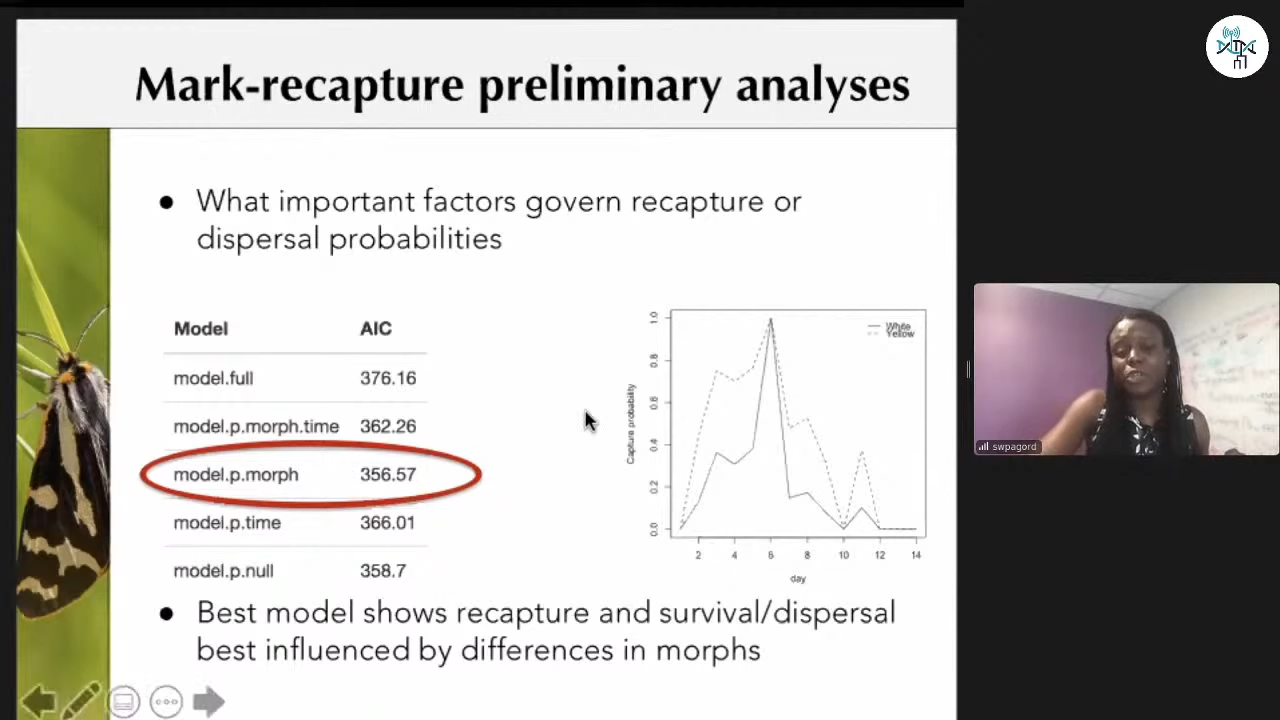 Mark-recapture preliminary analyses
● What important factors govern recapture or
dispersal probabilities
Model AIC
model.full 376.16
model.p.morph.time 362.26
model.p.morph 356.57
model.p.time 366.01
model.p.null 358.7
White
Yellow
Capture probability
1.0
0.8
0.6
0.4
0.2
0.0
2 4 6 8 10 12 14
day
● Best model shows recapture and survival/dispersal
best influenced by differences in morphs
swpagord